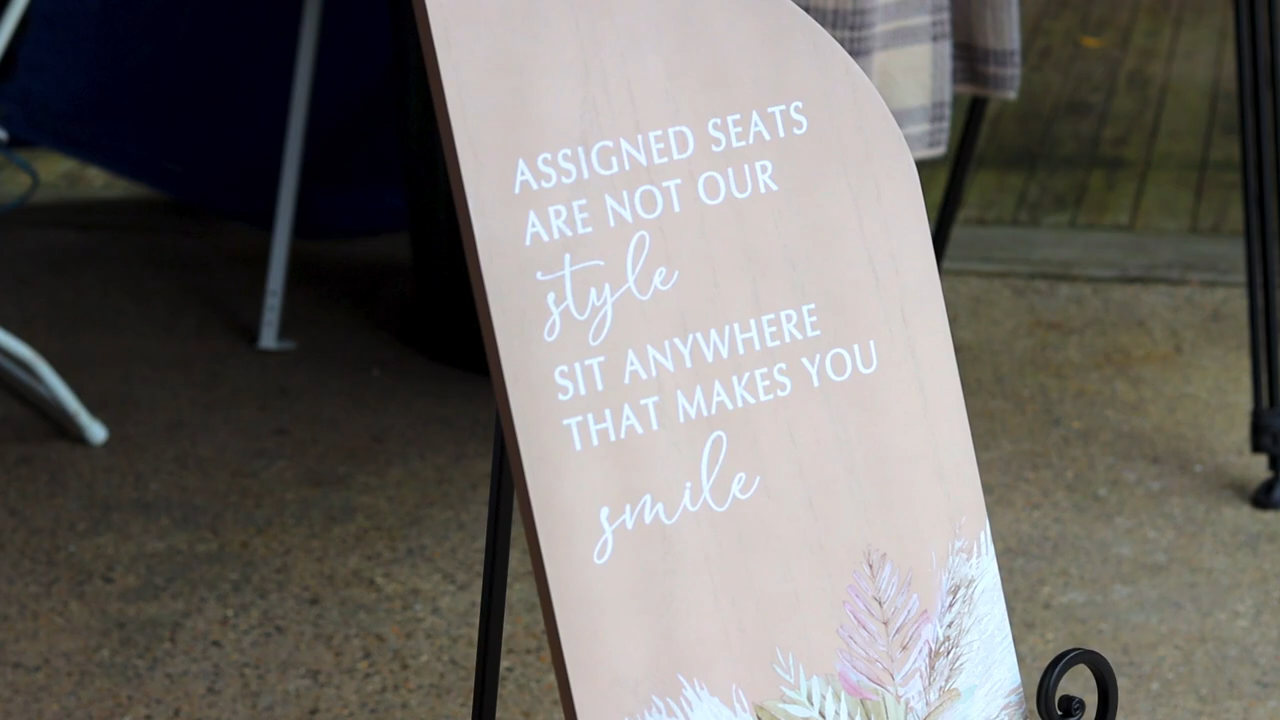 ASSIGNED SEATS
ARE NOT OUR
style
SIT ANYWHERE
THAT MAKES YOU
smile